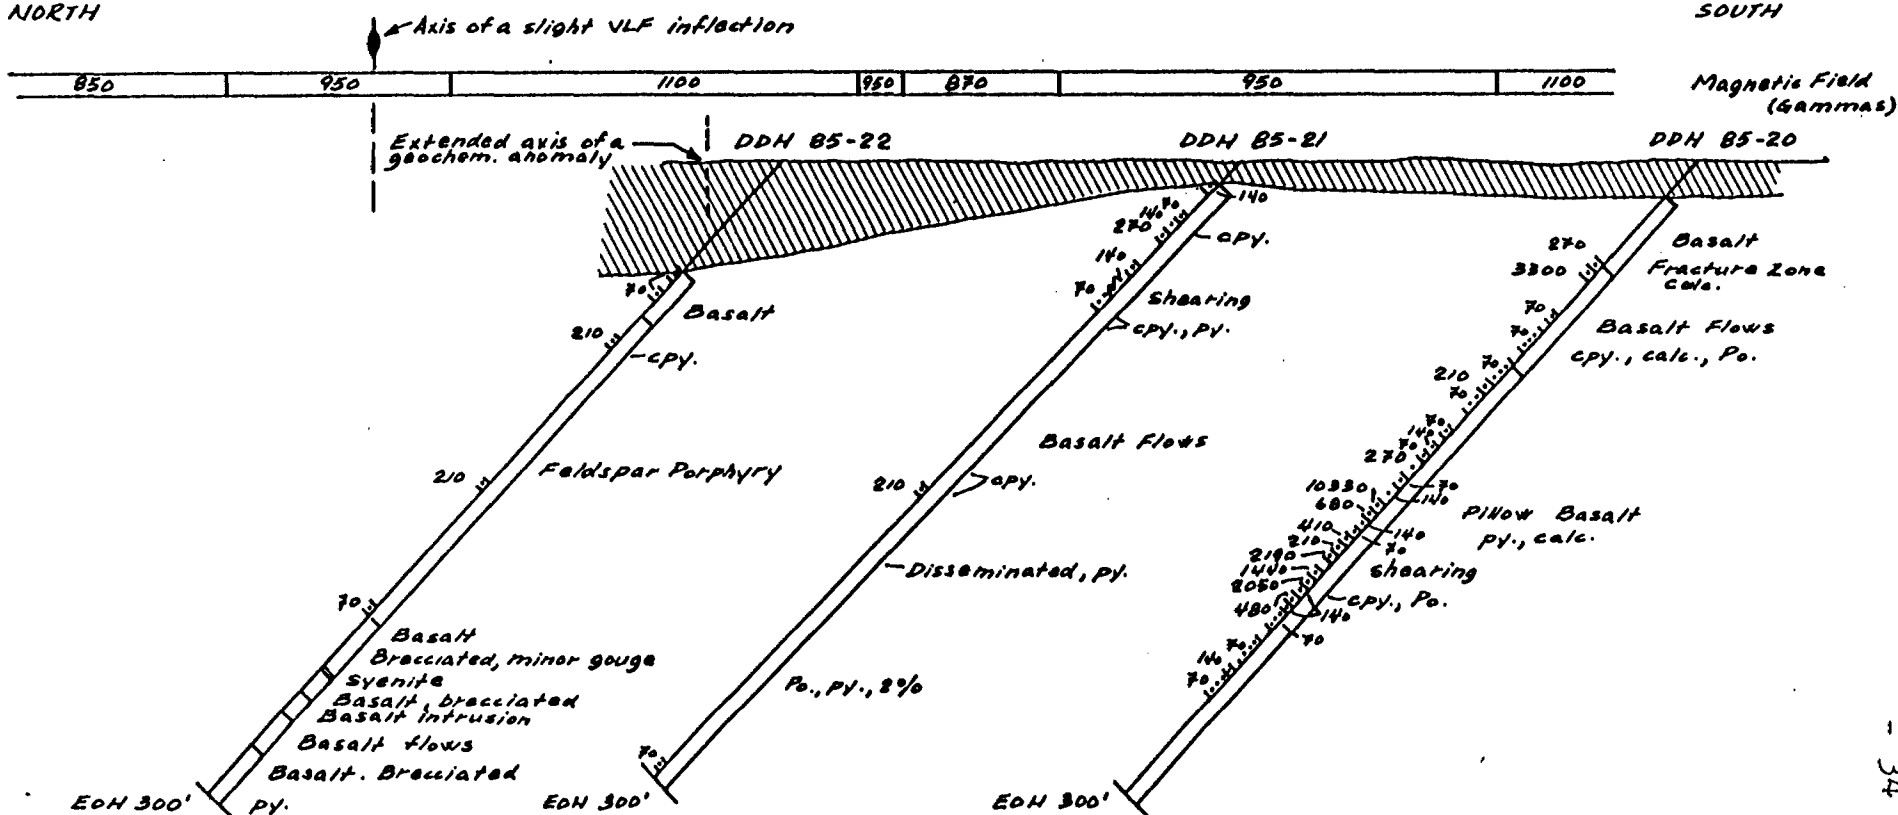 NORTH
SOUTH
Axis of a slight VLF inflection
850
950
1100
950
870
950
1100
Magnetic Field
(Gammas)
Extended axis of a
geochem. anomaly
DDH 85-22
DDH 85-21
DDH 85-20
70
Basalt
210
cpy.
210
Feldspar Porphyry
70
Basalt
Brecciated, minor gouge
Syenite
Basalt, brecciated
Basalt intrusion
Basalt flows
Basalt. Brecciated
py.
EOH 300'
140
140
70
270
cpy.
140
70
Shearing
cpy., py.
Basalt Flows
210
cpy.
Disseminated, py.
Po., py., 2%
70
EOH 300'
270
3300
Basalt
Fracture Zone
calc.
70
70
Basalt Flows
cpy., calc., Po.
70
210
70
270
70
140
10330
680
Pillow Basalt
py., calc.
410
210
140
70
2190
1440
2050
480
Shearing
cpy., Po.
140
70
70
140
70
EOH 300'
- 34